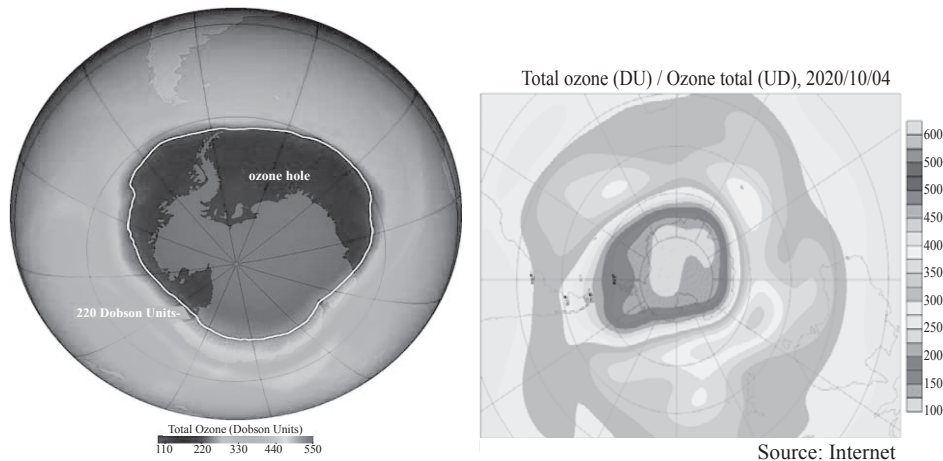 ozone hole
220 Dobson Units-
Total Ozone (Dobson Units)
110 220 330 440 550
Total ozone (DU) / Ozone total (UD), 2020/10/04
600
500
500
450
400
350
300
250
200
150
100
Source: Internet